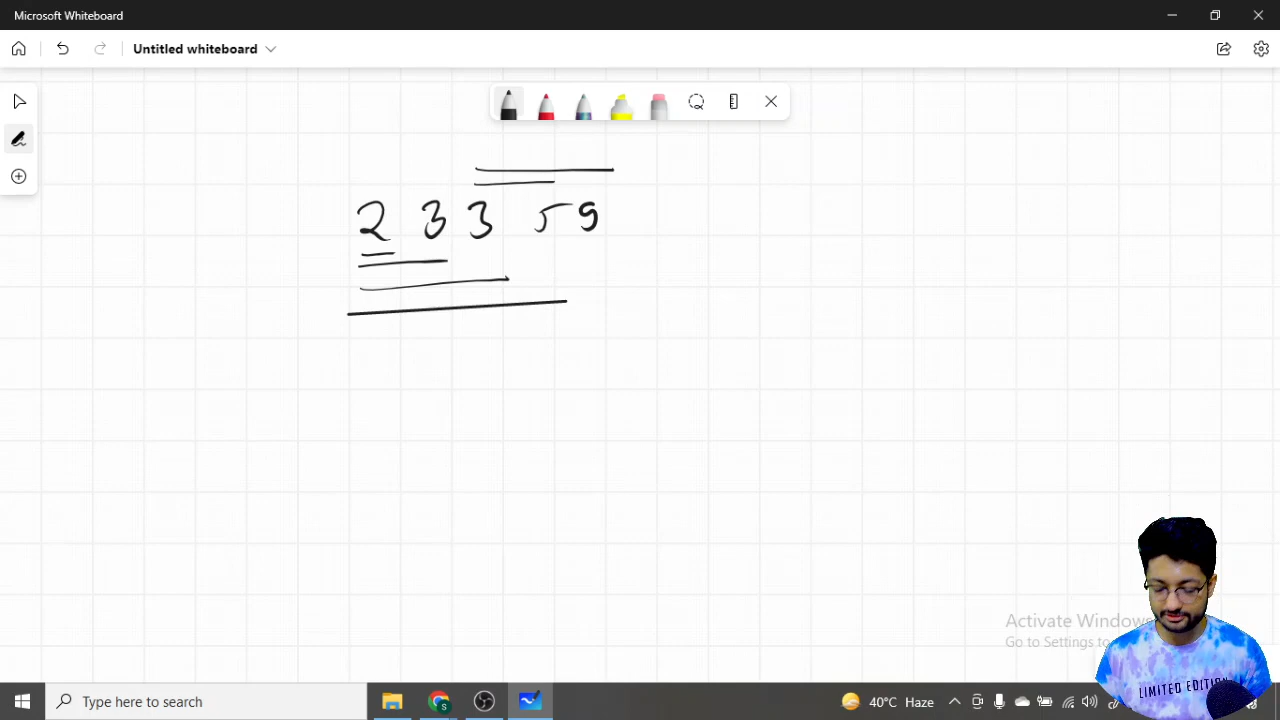 Microsoft Whiteboard
Untitled whiteboard
2 3 3 5 9
Activate Windows
Go to Settings to
LIMITED EDITION
Type here to search
40°C Haze